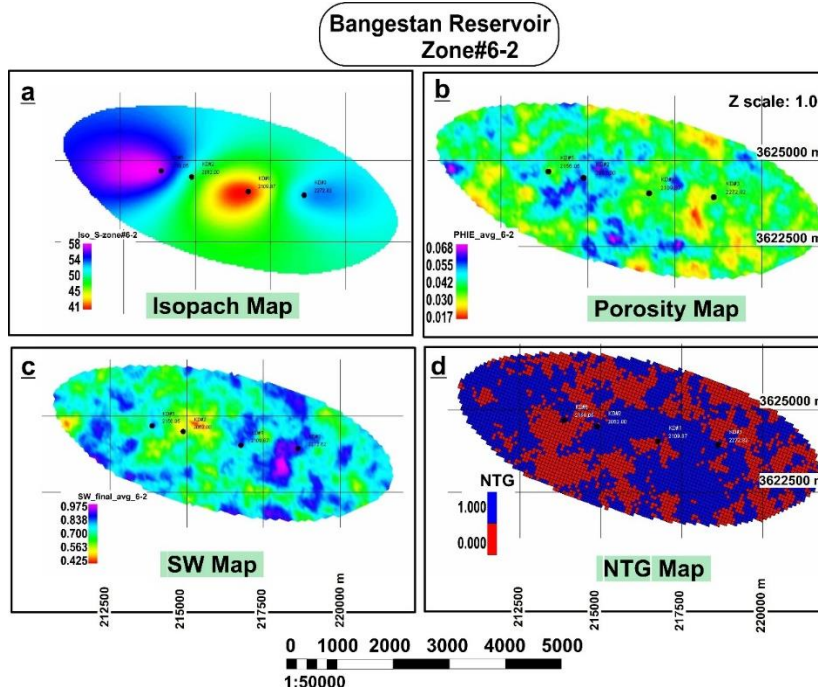 Bangestan Reservoir
Zone#6-2
a
Iso_S-zone#6-2
58
54
50
45
41
Isopach Map
b
Z scale: 1.0
3625000 m
3622500 m
PHIE_avg_6-2
0.068
0.055
0.042
0.030
0.017
Porosity Map
c
SW_final_avg_6-2
0.975
0.838
0.700
0.563
0.425
SW Map
d
3625000 m
3622500 m
NTG
1.000
0.000
NTG Map
212500
215000
217500
220000 m
212500
215000
217500
220000 m
0 1000 2000 3000 4000 5000
1:50000